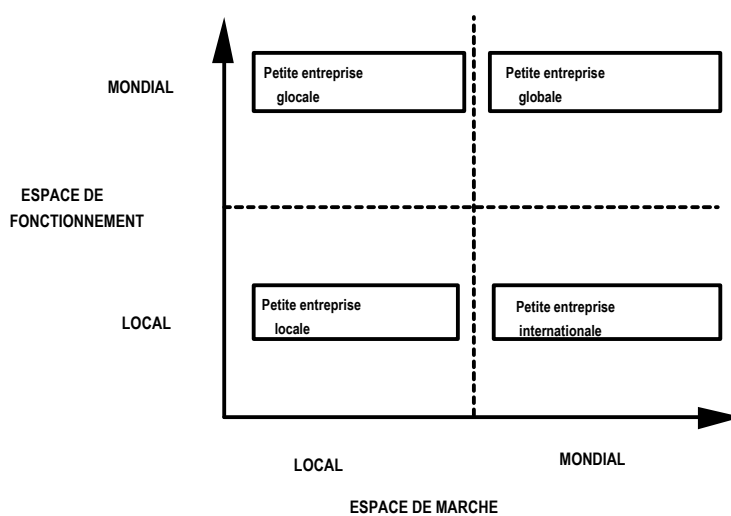 MONDIAL
Petite entreprise
glocale
Petite entreprise
globale
ESPACE DE
FONCTIONNEMENT
LOCAL
Petite entreprise
locale
Petite entreprise
internationale
LOCAL
MONDIAL
ESPACE DE MARCHE